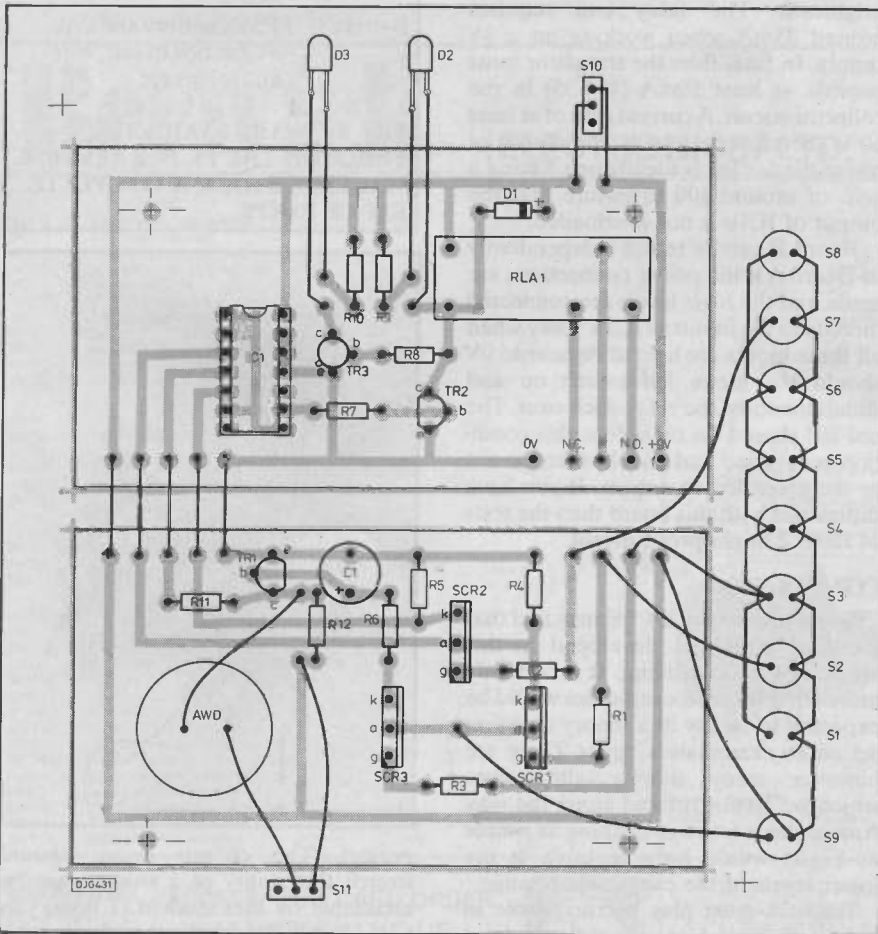 D3
D2
S10
D1
+
RLA1
S8
S7
S6
S5
S4
S3
S2
S1
S9
R10
R9
c
b
TR3
R8
IC1
c
TR2
b
e
R7
0V
N.C.
N.O.
+9V
TR1
e
b
c
C1
+
R5
R4
R11
R12
R6
SCR2
k
a
g
R2
k
a
g
SCR3
k
a
g
SCR1
R1
R3
AWD
S11
DJG431